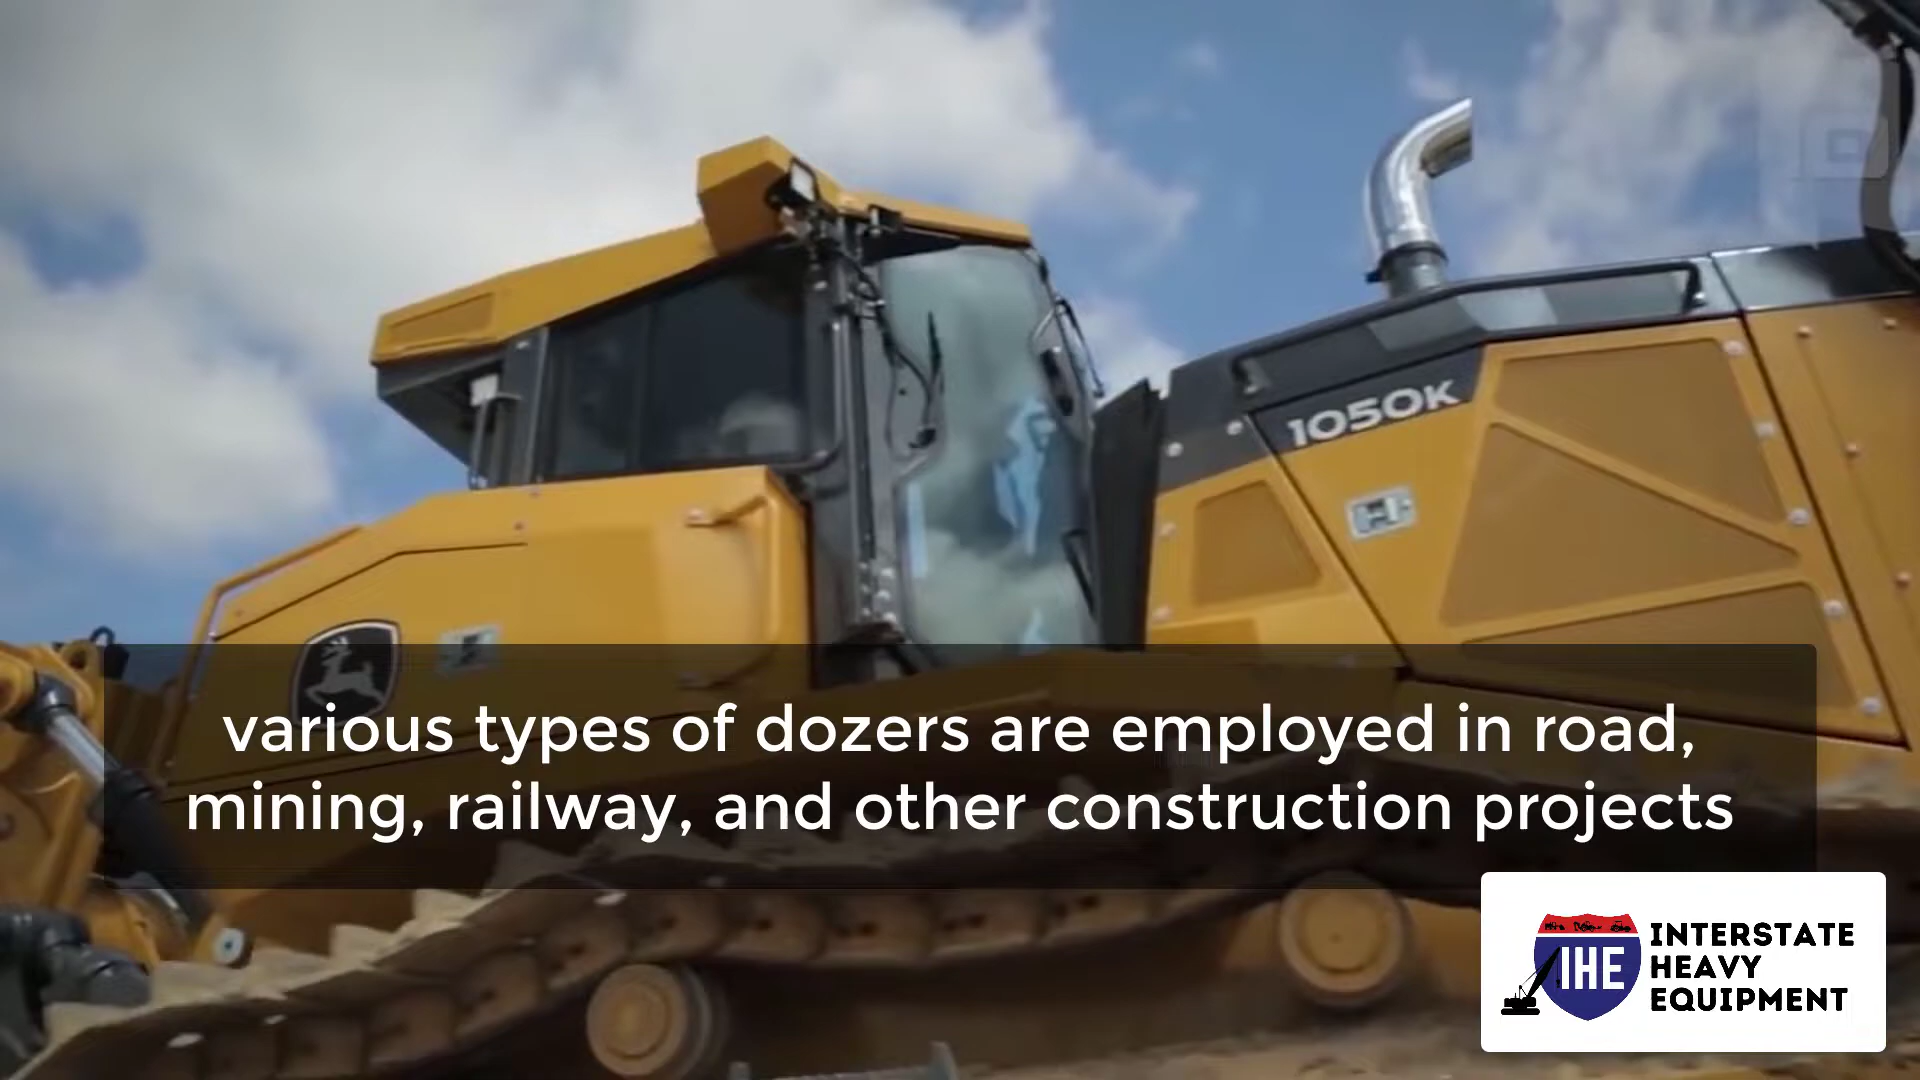 1050K
various types of dozers are employed in road,
mining, railway, and other construction projects
IHE
INTERSTATE
HEAVY
EQUIPMENT